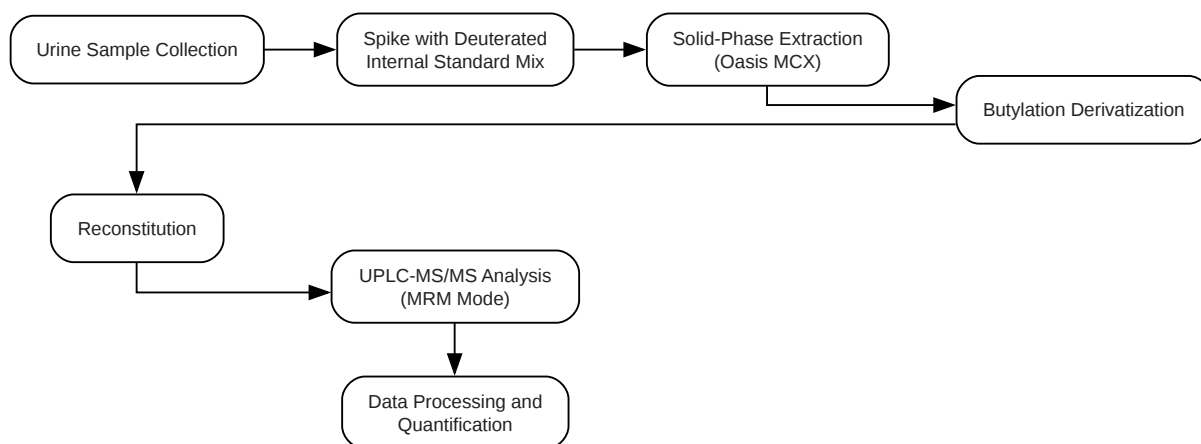 Urine Sample Collection
Spike with Deuterated
Internal Standard Mix
Solid-Phase Extraction
(Oasis MCX)
Butylation Derivatization
Reconstitution
UPLC-MS/MS Analysis
(MRM Mode)
Data Processing and
Quantification